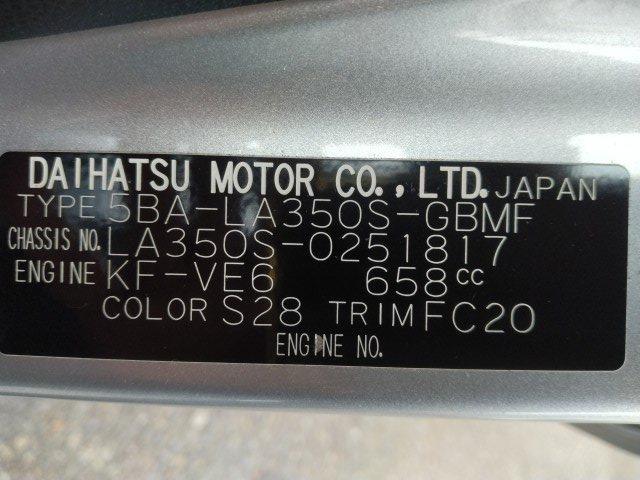 DAIHATSU MOTOR CO., LTD. JAPAN
TYPE 5BA-LA350S-GBMF
CHASSIS NO. LA350S-0251817
ENGINE KF-VE6 658cc
COLOR S28 TRIM FC20
ENGINE NO.